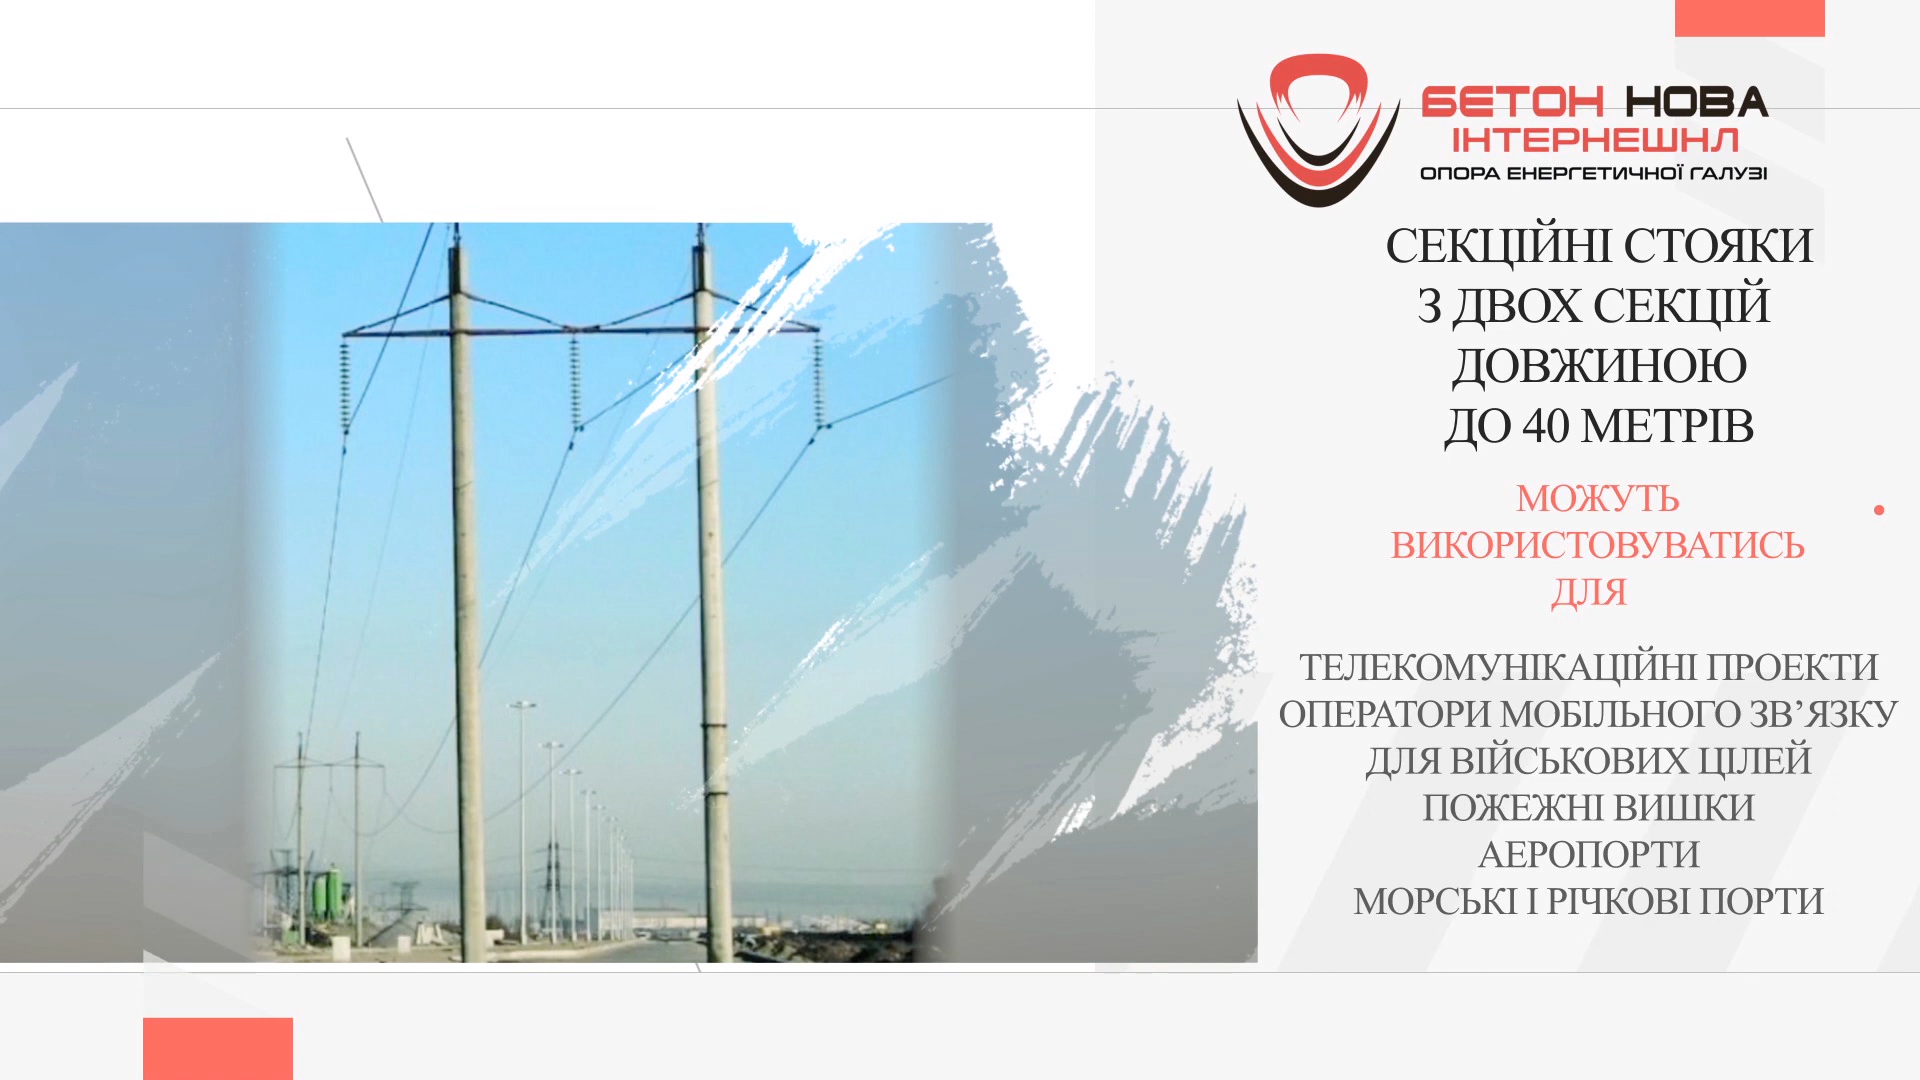 БЕТОН НОВА
ІНТЕРНЕШНЛ
ОПОРА ЕНЕРГЕТИЧНОЇ ГАЛУЗІ
СЕКЦІЙНІ СТОЯКИ
З ДВОХ СЕКЦІЙ
ДОВЖИНОЮ
ДО 40 МЕТРІВ
МОЖУТЬ
ВИКОРИСТОВУВАТИСЬ
ДЛЯ
ТЕЛЕКОМУНІКАЦІЙНІ ПРОЕКТИ
ОПЕРАТОРИ МОБІЛЬНОГО ЗВ’ЯЗКУ
ДЛЯ ВІЙСЬКОВИХ ЦІЛЕЙ
ПОЖЕЖНІ ВИШКИ
АЕРОПОРТИ
МОРСЬКІ І РІЧКОВІ ПОРТИ